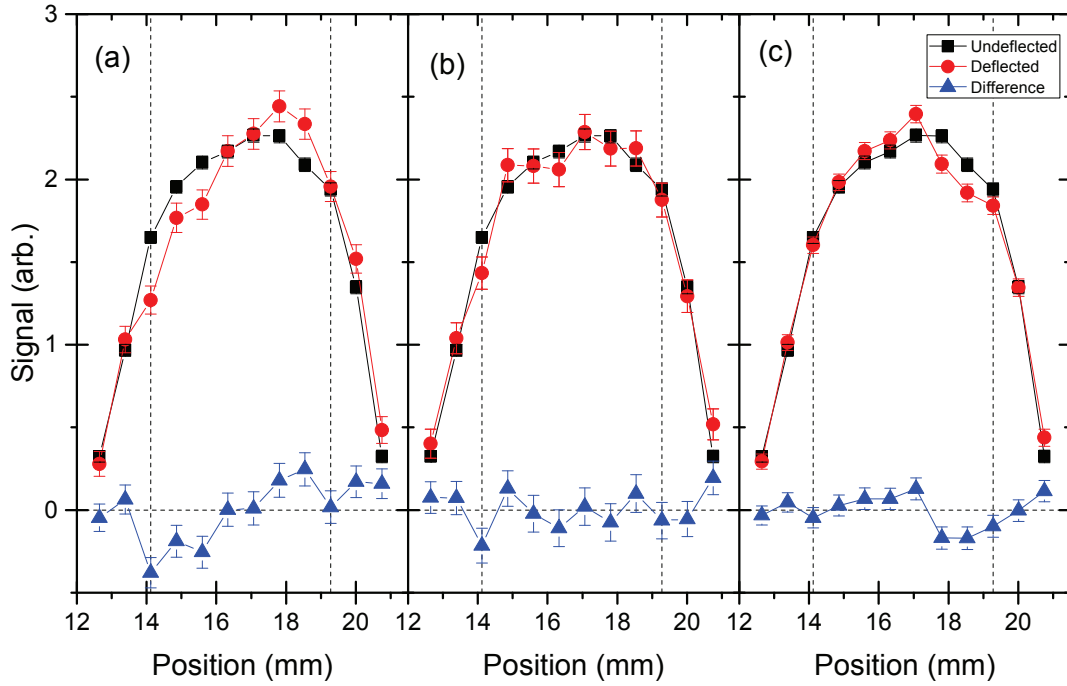 (a)
(b)
(c)
Undeflected
Deflected
Difference
Signal (arb.)
3
2
1
0
12 14 16 18 20 12 14 16 18 20 12 14 16 18 20
Position (mm) Position (mm) Position (mm)